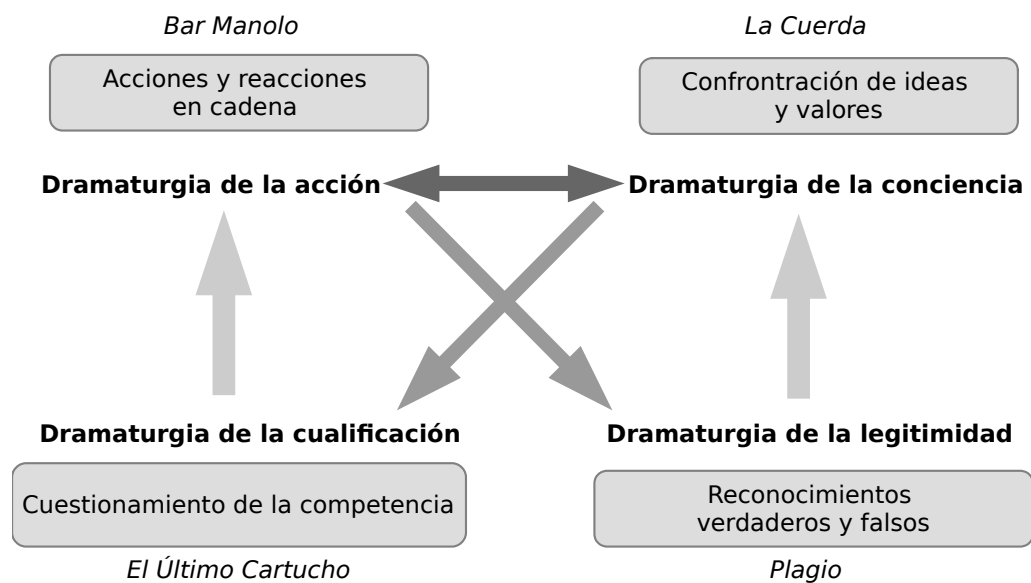 Bar Manolo
La Cuerda
Acciones y reacciones
en cadena
Confrontración de ideas
y valores
Dramaturgia de la acción
Dramaturgia de la conciencia
Dramaturgia de la cualificación
Dramaturgia de la legitimidad
Cuestionamiento de la competencia
Reconocimientos
verdaderos y falsos
El Último Cartucho
Plagio